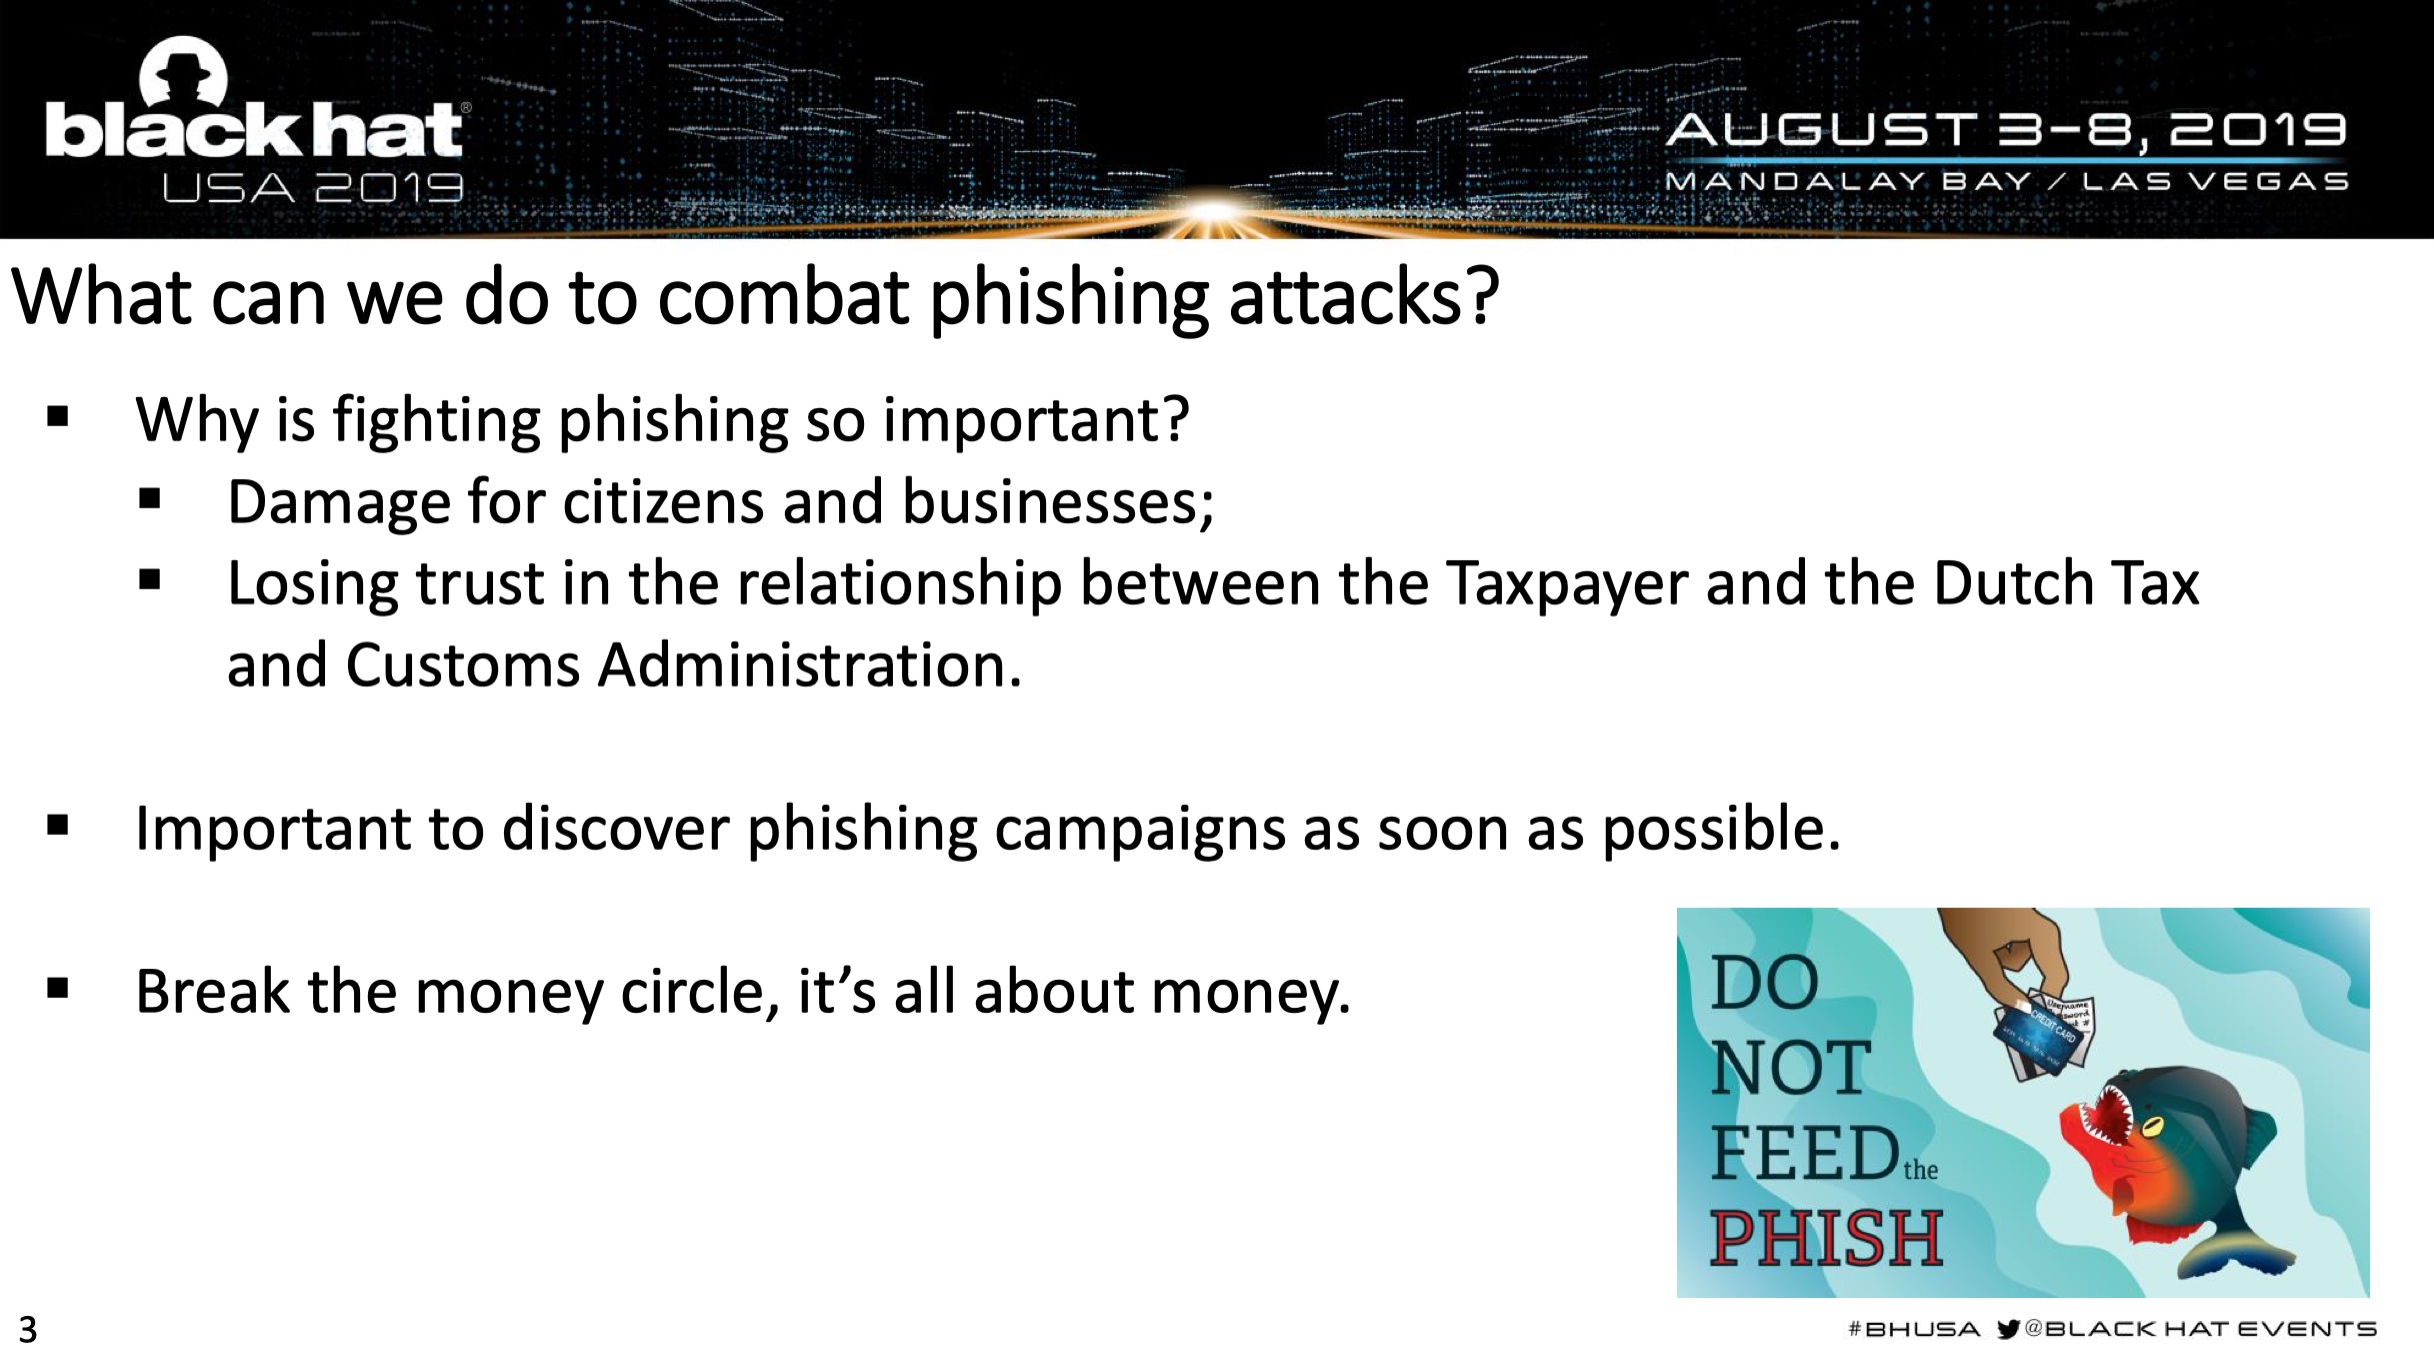 black hat®
USA 2019
AUGUST 3-8, 2019
MANDALAY BAY / LAS VEGAS
What can we do to combat phishing attacks?
▪ Why is fighting phishing so important?
▪ Damage for citizens and businesses;
▪ Losing trust in the relationship between the Taxpayer and the Dutch Tax
and Customs Administration.
▪ Important to discover phishing campaigns as soon as possible.
▪ Break the money circle, it’s all about money.
DO
NOT
FEED the
PHISH
Username
CREDIT CARD
3
#BHUSA @BLACK HAT EVENTS